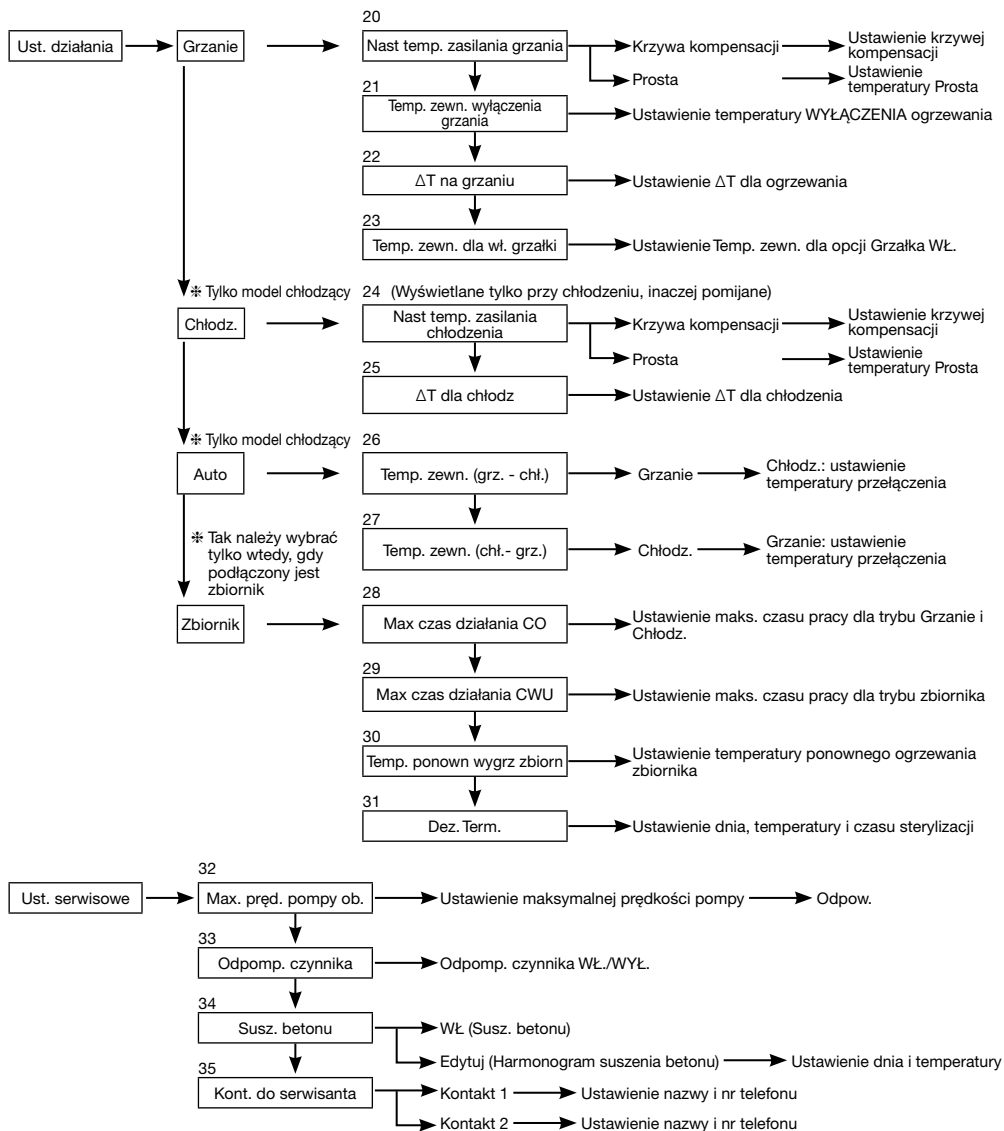 20
Ust. działania
Grzanie
Nast temp. zasilania grzania
Krzywa kompensacji
Ustawienie krzywej
kompensacji
Prosta
Ustawienie
temperatury Prosta
21
Temp. zewn. wyłączenia
grzania
Ustawienie temperatury WYŁĄCZENIA ogrzewania
22
ΔT na grzaniu
Ustawienie ΔT dla ogrzewania
23
Temp. zewn. dla wł. grzałki
Ustawienie Temp. zewn. dla opcji Grzałka WŁ.
❉ Tylko model chłodzący
24 (Wyświetlane tylko przy chłodzeniu, inaczej pomijane)
Chłodz.
Nast temp. zasilania
chłodzenia
Krzywa kompensacji
Ustawienie krzywej
kompensacji
Prosta
Ustawienie
temperatury Prosta
25
ΔT dla chłodz
Ustawienie ΔT dla chłodzenia
❉ Tylko model chłodzący
26
Auto
Temp. zewn. (grz. - chł.)
Grzanie
Chłodz.: ustawienie
temperatury przełączenia
27
❉ Tak należy wybrać
tylko wtedy, gdy
podłączony jest
zbiornik
Temp. zewn. (chł.- grz.)
Chłodz.
Grzanie: ustawienie
temperatury przełączenia
28
Zbiornik
Max czas działania CO
Ustawienie maks. czasu pracy dla trybu Grzanie i
Chłodz.
29
Max czas działania CWU
Ustawienie maks. czasu pracy dla trybu zbiornika
30
Temp. ponown wygrz zbiorn
Ustawienie temperatury ponownego ogrzewania
zbiornika
31
Dez. Term.
Ustawienie dnia, temperatury i czasu sterylizacji
32
Ust. serwisowe
Max. pręd. pompy ob.
Ustawienie maksymalnej prędkości pompy
Odpow.
33
Odpomp. czynnika
Odpomp. czynnika WŁ./WYŁ.
34
Susz. betonu
WŁ (Susz. betonu)
Edytuj (Harmonogram suszenia betonu)
Ustawienie dnia i temperatury
35
Kont. do serwisanta
Kontakt 1
Ustawienie nazwy i nr telefonu
Kontakt 2
Ustawienie nazwy i nr telefonu